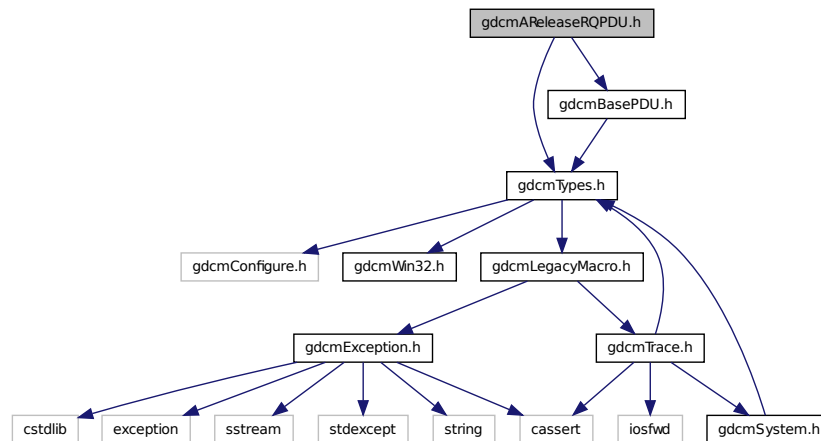 gdcmAReleaseRQPDU.h
gdcmBasePDU.h
gdcmTypes.h
gdcmConfigure.h
gdcmWin32.h
gdcmLegacyMacro.h
gdcmException.h
gdcmTrace.h
cstdlib
exception
sstream
stdexcept
string
cassert
iosfwd
gdcmSystem.h